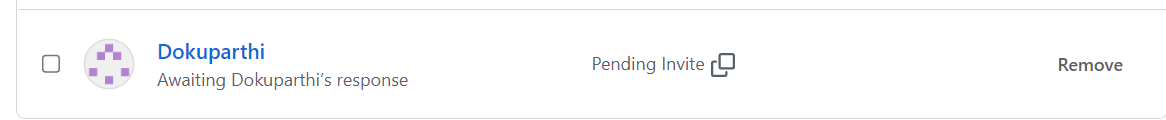 Dokuparthi
Awaiting Dokuparthi’s response
Pending Invite
Remove